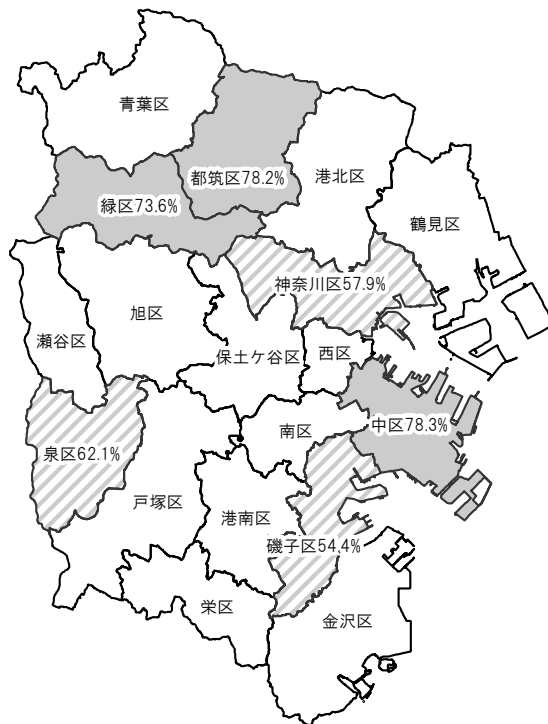 青葉区
都筑区78.2%
港北区
緑区73.6%
鶴見区
神奈川区57.9%
旭区
瀬谷区
保土ケ谷区
西区
中区78.3%
南区
泉区62.1%
戸塚区
港南区
磯子区54.4%
栄区
金沢区